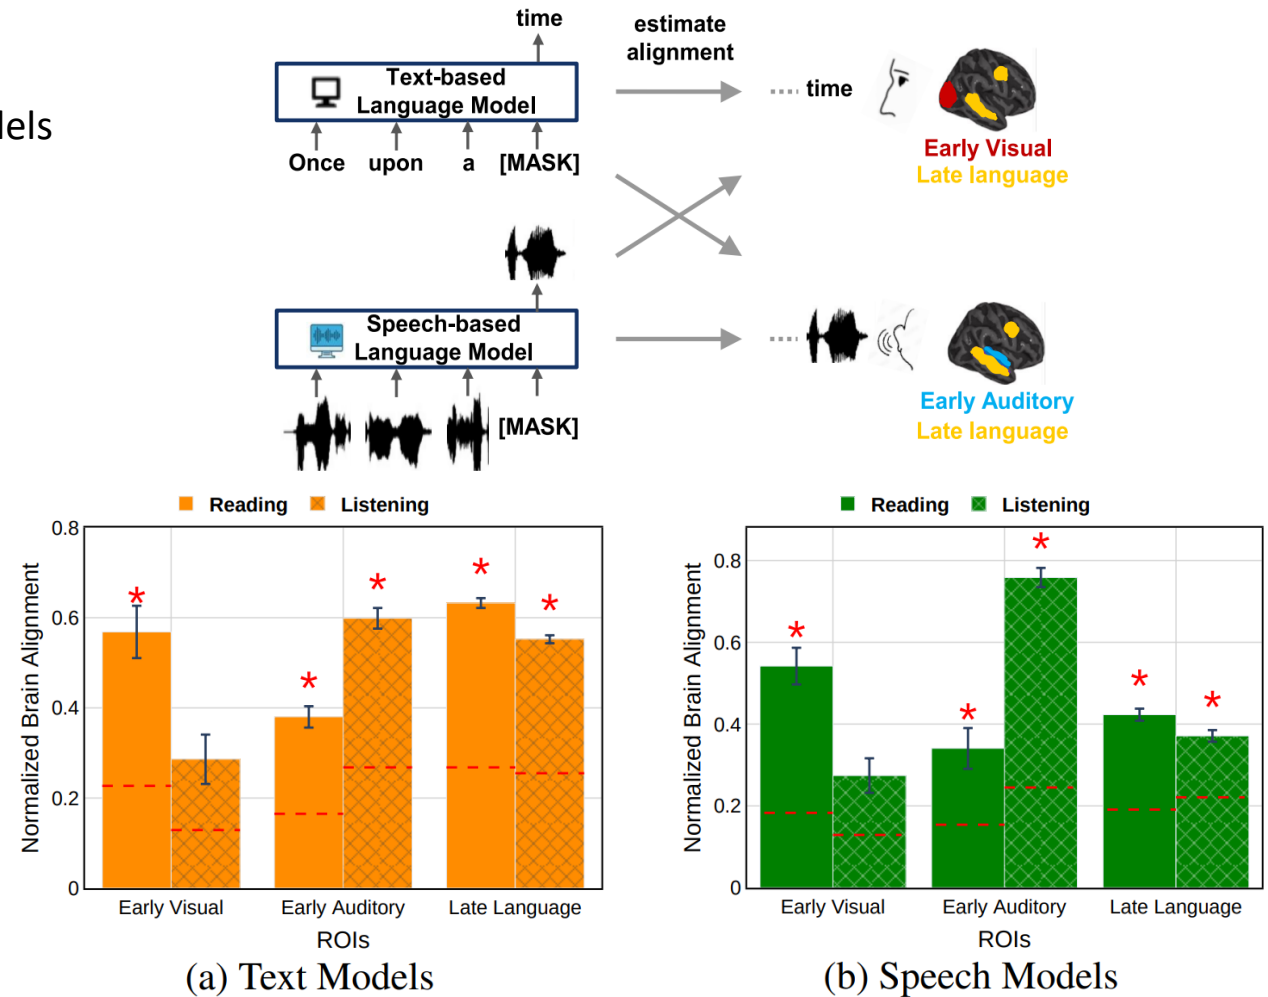 dels
time
Text-based
Language Model
Once upon a [MASK]
estimate
alignment
time
Early Visual
Late language
Speech-based
Language Model
[MASK]
Early Auditory
Late language
Reading Listening
Normalized Brain Alignment
0.8
0.6
0.4
0.2
0
* * * * *
Early Visual Early Auditory Late Language
ROIs
(a) Text Models
Reading Listening
Normalized Brain Alignment
0.8
0.6
0.4
0.2
0
* * * * *
Early Visual Early Auditory Late Language
ROIs
(b) Speech Models